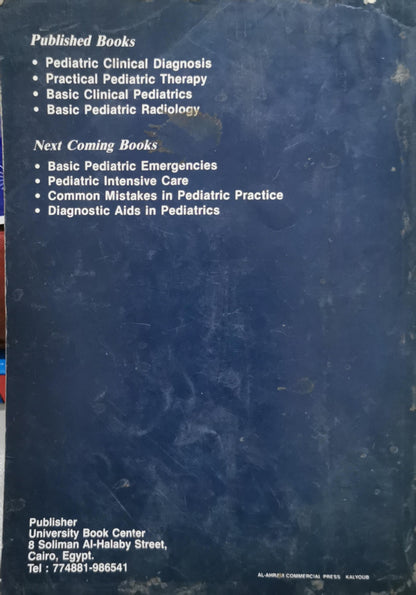 Published Books
• Pediatric Clinical Diagnosis
• Practical Pediatric Therapy
• Basic Clinical Pediatrics
• Basic Pediatric Radiology
Next Coming Books
• Basic Pediatric Emergencies
• Pediatric Intensive Care
• Common Mistakes in Pediatric Practice
• Diagnostic Aids in Pediatrics
Publisher
University Book Center
8 Soliman Al-Halaby Street,
Cairo, Egypt.
Tel : 774881-986541
COMMERCIAL PRESS KALYOUB